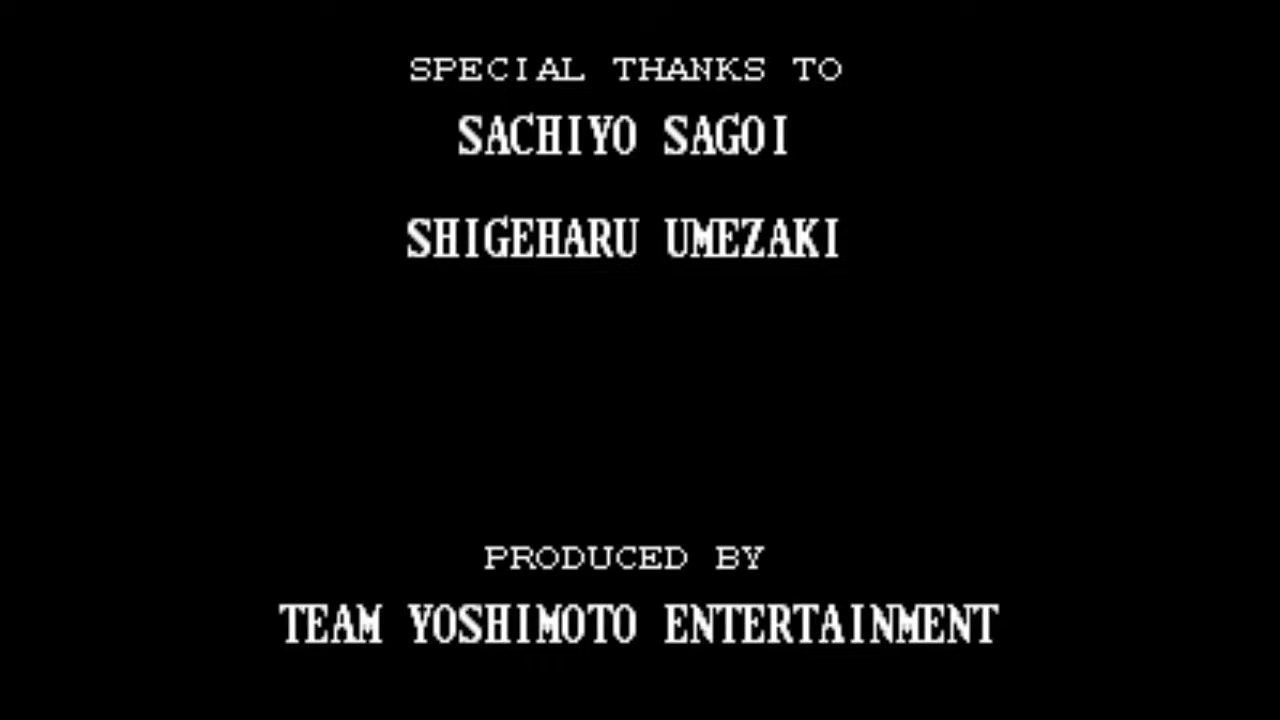 SPECIAL THANKS TO
SACHIYO SAGOI
SHIGEHARU UMEZAKI
PRODUCED BY
TEAM YOSHIMOTO ENTERTAINMENT